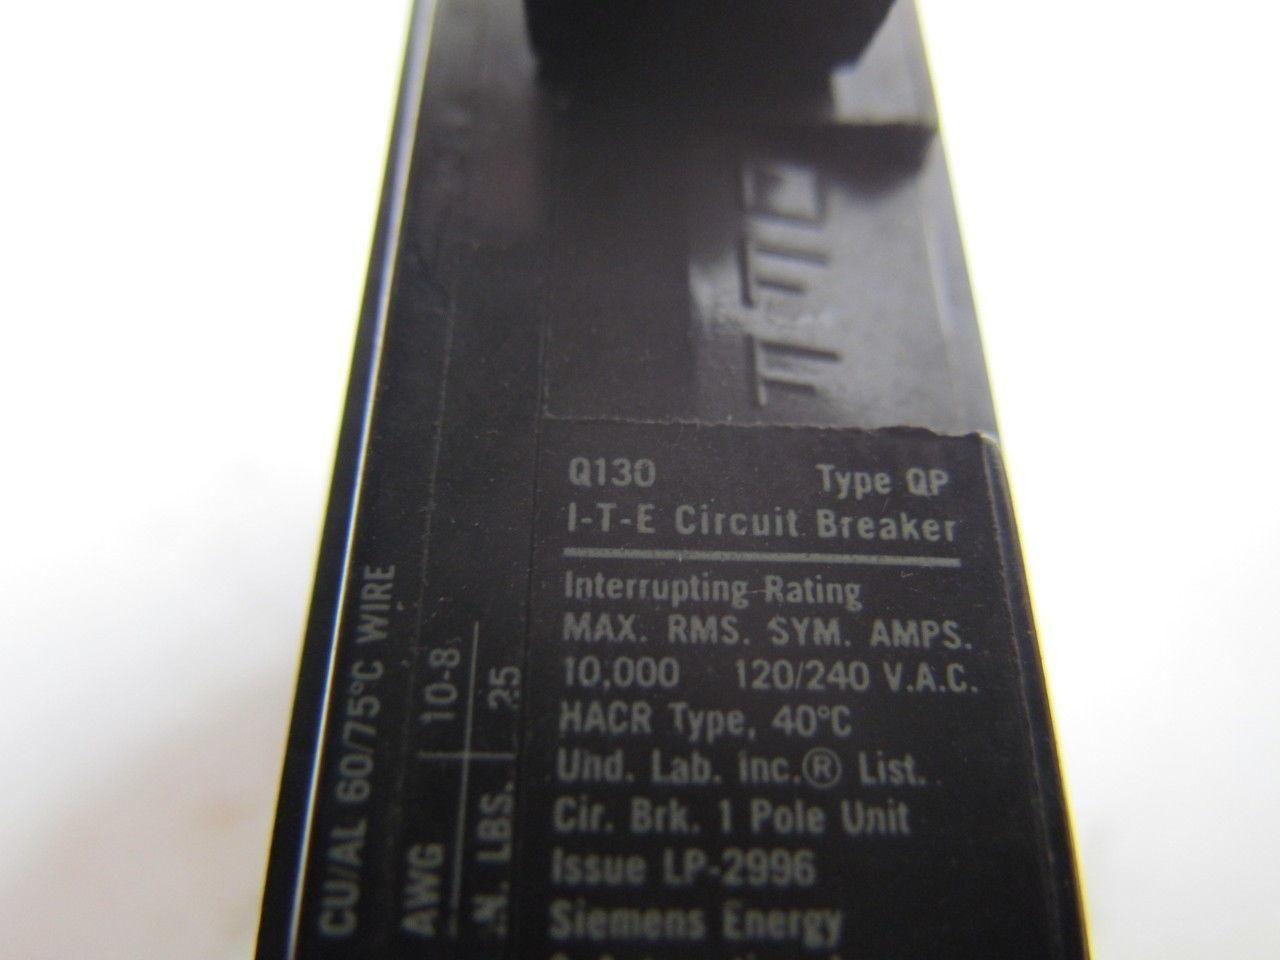 ITE
Q130 Type QP
I-T-E Circuit Breaker
Interrupting Rating
MAX. RMS. SYM. AMPS.
10,000 120/240 V.A.C.
HACR Type, 40°C
Und. Lab. Inc.® List.
Cir. Brk. 1 Pole Unit
Issue LP-2996
Siemens Energy
CU/AL 60/75°C WIRE
AWG 10-8
IN. LBS. 25